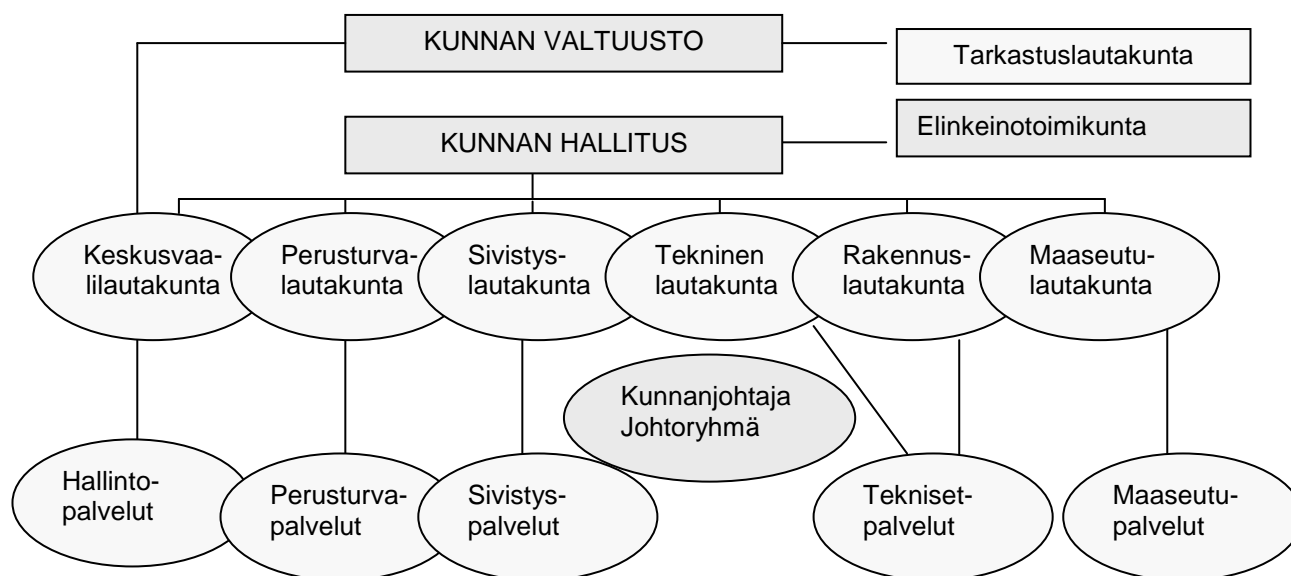 KUNNAN VALTUUSTO
Tarkastuslautakunta
Elinkeinotoimikunta
KUNNAN HALLITUS
Keskusvaa-
lilautakunta
Perusturva-
lautakunta
Sivistys-
lautakunta
Tekninen
lautakunta
Rakennus-
lautakunta
Maaseutu-
lautakunta
Kunnanjohtaja
Johtoryhmä
Hallinto-
palvelut
Perusturva-
palvelut
Sivistys-
palvelut
Tekniset-
palvelut
Maaseutu-
palvelut